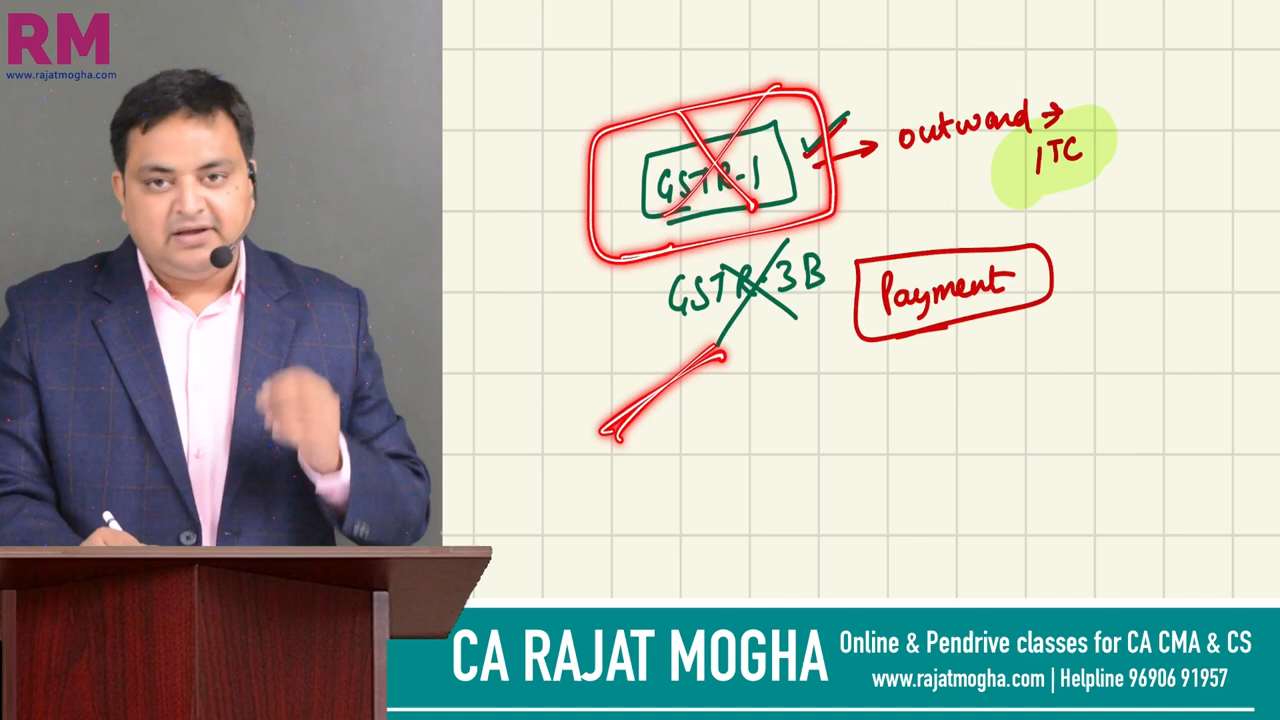 RM
www.rajatmogha.com
GSTR-1
outward →
ITC
GSTR-3B
Payment
CA RAJAT MOGHA
Online & Pendrive classes for CA CMA & CS
www.rajatmogha.com | Helpline 96906 91957